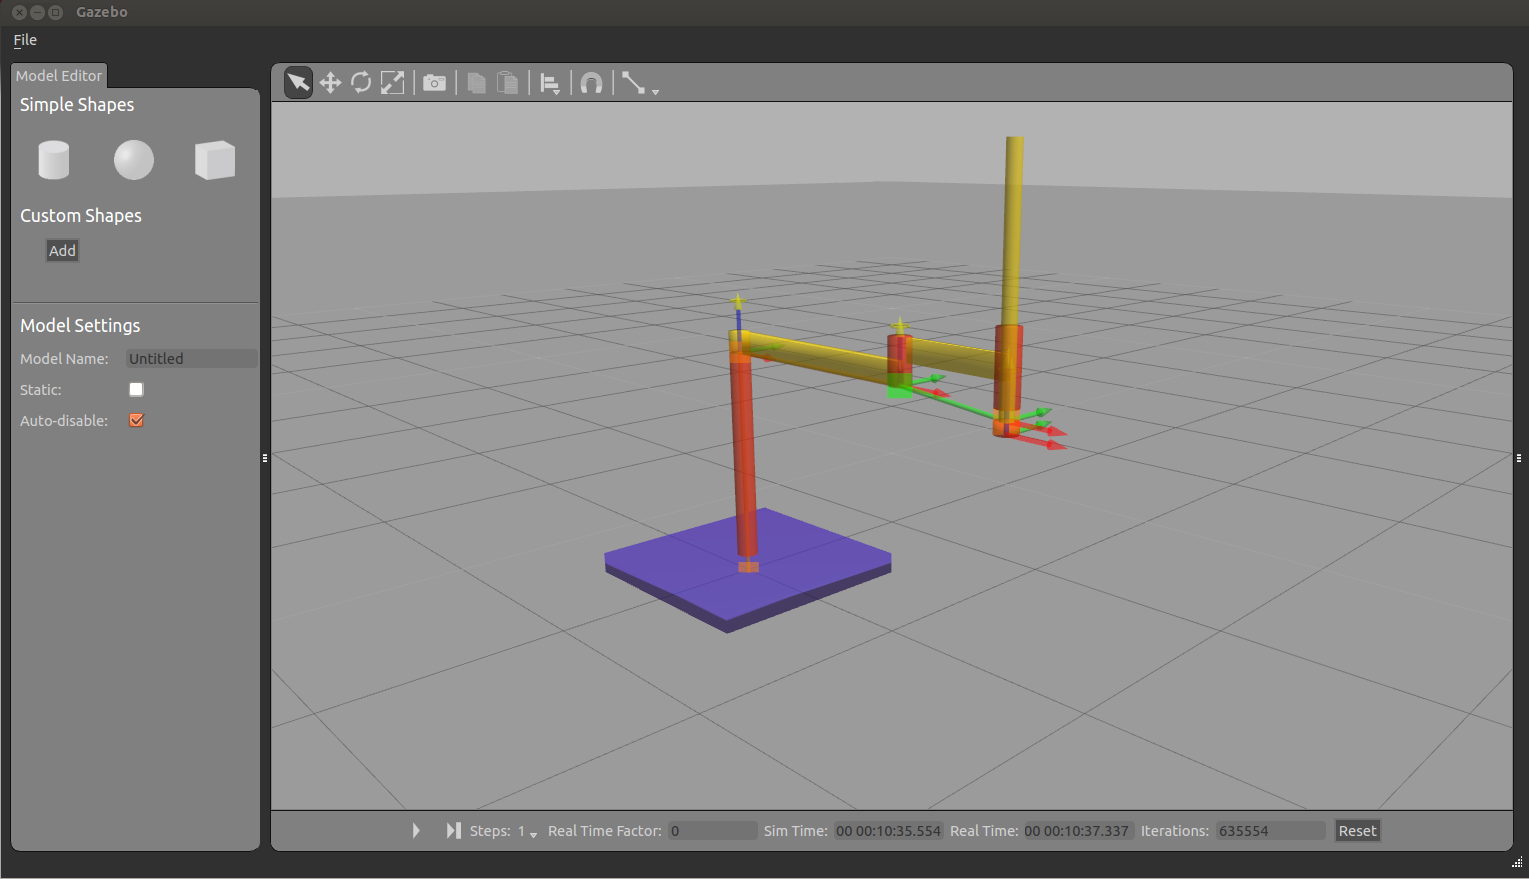 Gazebo
File
Model Editor
Simple Shapes
Custom Shapes
Add
Model Settings
Model Name: Untitled
Static:
Auto-disable:
Steps: 1 Real Time Factor: 0 Sim Time: 00 00:10:35.554 Real Time: 00 00:10:37.337 Iterations: 635554 Reset